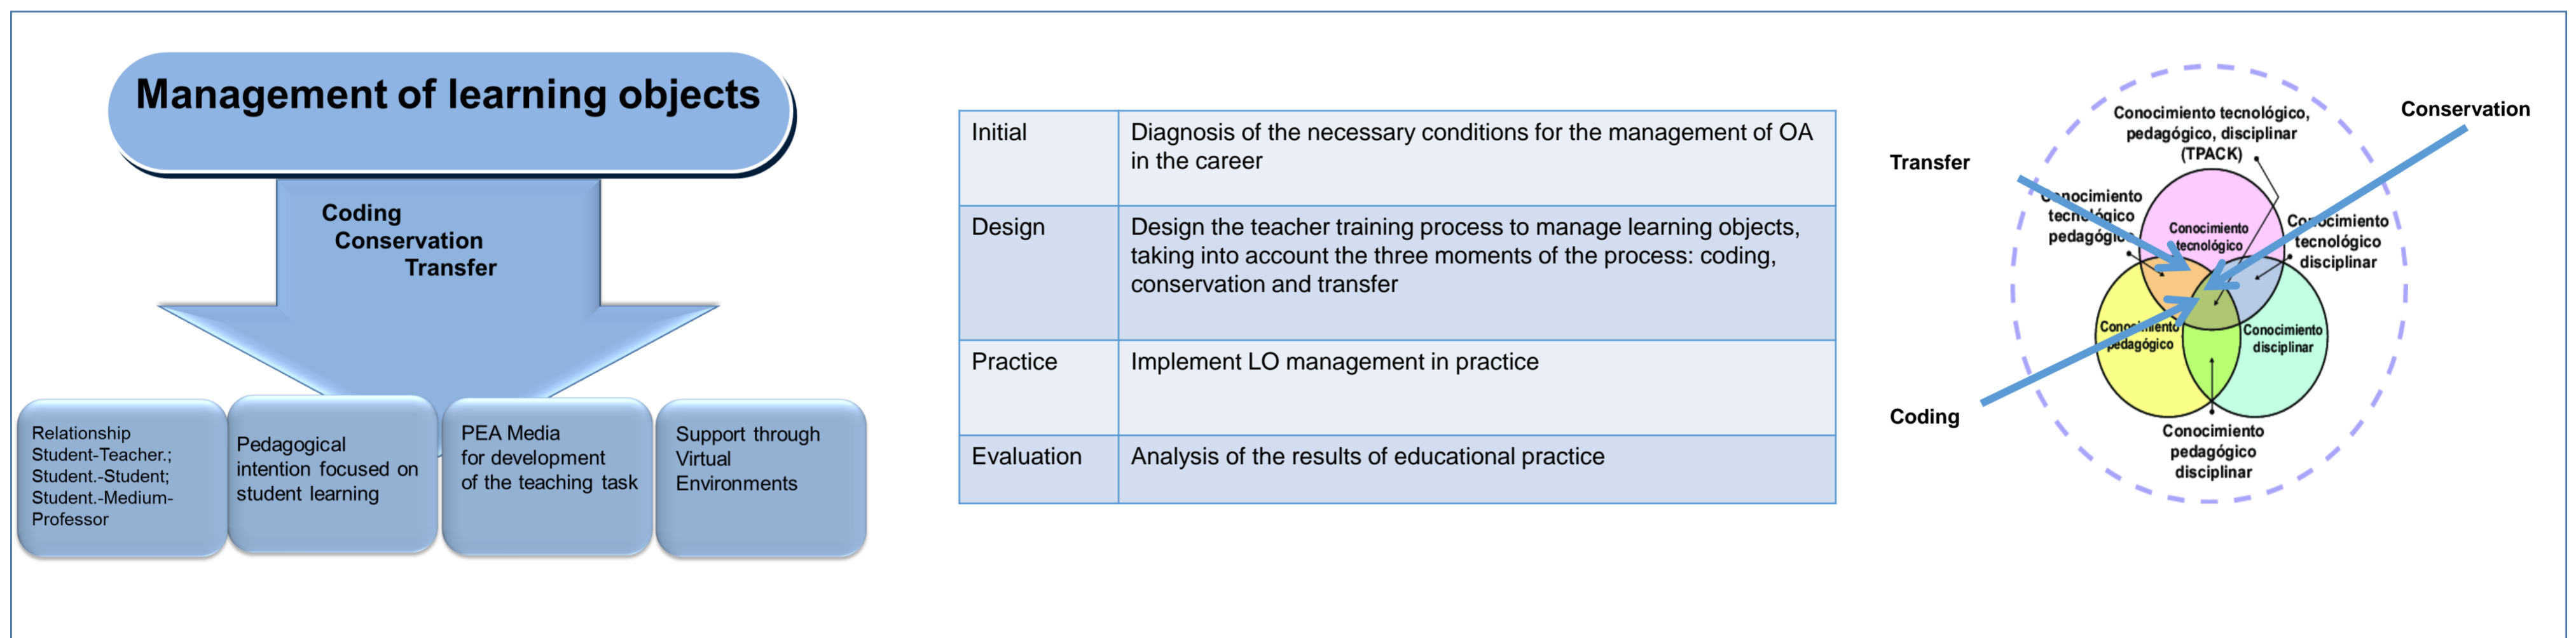 Management of learning objects
Coding
Conservation
Transfer
Relationship
Student-Teacher.;
Student.-Student;
Student.-Medium-
Professor
Pedagogical
intention focused on
student learning
PEA Media
for development
of the teaching task
Support through
Virtual
Environments
Initial
Diagnosis of the necessary conditions for the management of OA
in the career
Design
Design the teacher training process to manage learning objects,
taking into account the three moments of the process: coding,
conservation and transfer
Practice
Implement LO management in practice
Evaluation
Analysis of the results of educational practice
Transfer
Conservation
Coding
Conocimiento tecnológico,
pedagógico, disciplinar
(TPACK)
Conocimiento
tecnológico
pedagógico
Conocimiento
tecnológico
Conocimiento
tecnológico
disciplinar
Conocimiento
pedagógico
Conocimiento
disciplinar
Conocimiento
pedagógico
disciplinar